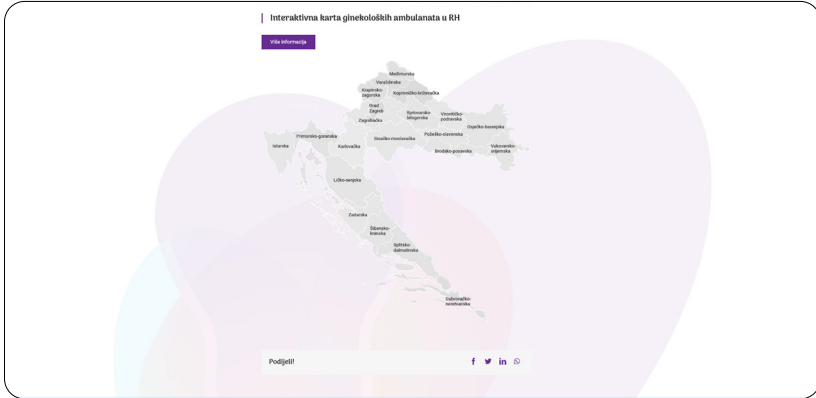 Interaktivna karta ginekoloških ambulanata u RH
Više informacija
Međimurska
Varaždinska
Krapinsko-
zagorska
Koprivničko-križevačka
Grad
Zagreb
Bjelovarsko-
bilogorska
Virovitičko-
podravska
Zagrebačka
Osječko-baranjska
Požeško-slavonska
Primorsko-goranska
Sisačko-moslavačka
Istarska
Karlovačka
Brodsko-posavska
Vukovarsko-
srijemska
Ličko-senjska
Zadarska
Šibensko-
kninska
Splitsko-
dalmatinska
Dubrovačko-
neretvanska
Podijeli!